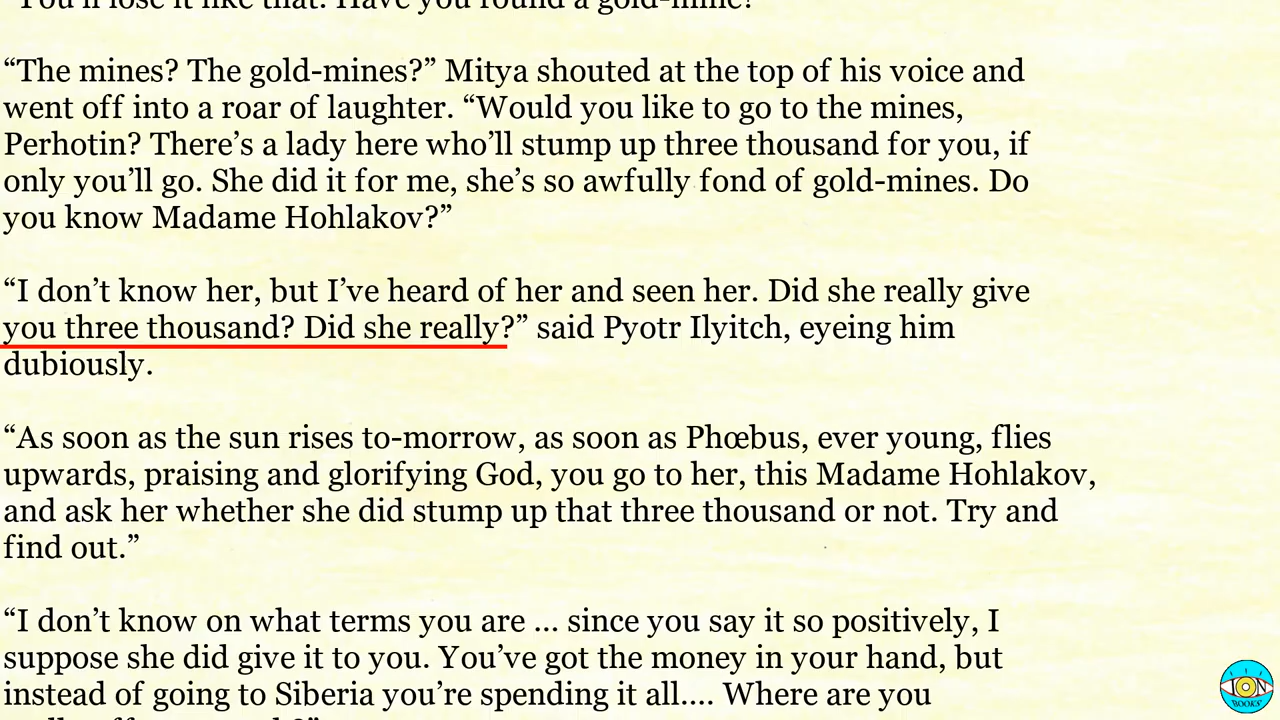 “The mines? The gold-mines?” Mitya shouted at the top of his voice and
went off into a roar of laughter. “Would you like to go to the mines,
Perhotin? There’s a lady here who’ll stump up three thousand for you, if
only you’ll go. She did it for me, she’s so awfully fond of gold-mines. Do
you know Madame Hohlakov?”
“I don’t know her, but I’ve heard of her and seen her. Did she really give
you three thousand? Did she really?” said Pyotr Ilyitch, eyeing him
dubiously.
“As soon as the sun rises to-morrow, as soon as Phœbus, ever young, flies
upwards, praising and glorifying God, you go to her, this Madame Hohlakov,
and ask her whether she did stump up that three thousand or not. Try and
find out.”
“I don’t know on what terms you are ... since you say it so positively, I
suppose she did give it to you. You’ve got the money in your hand, but
instead of going to Siberia you’re spending it all.... Where are you
ION
BOOKS